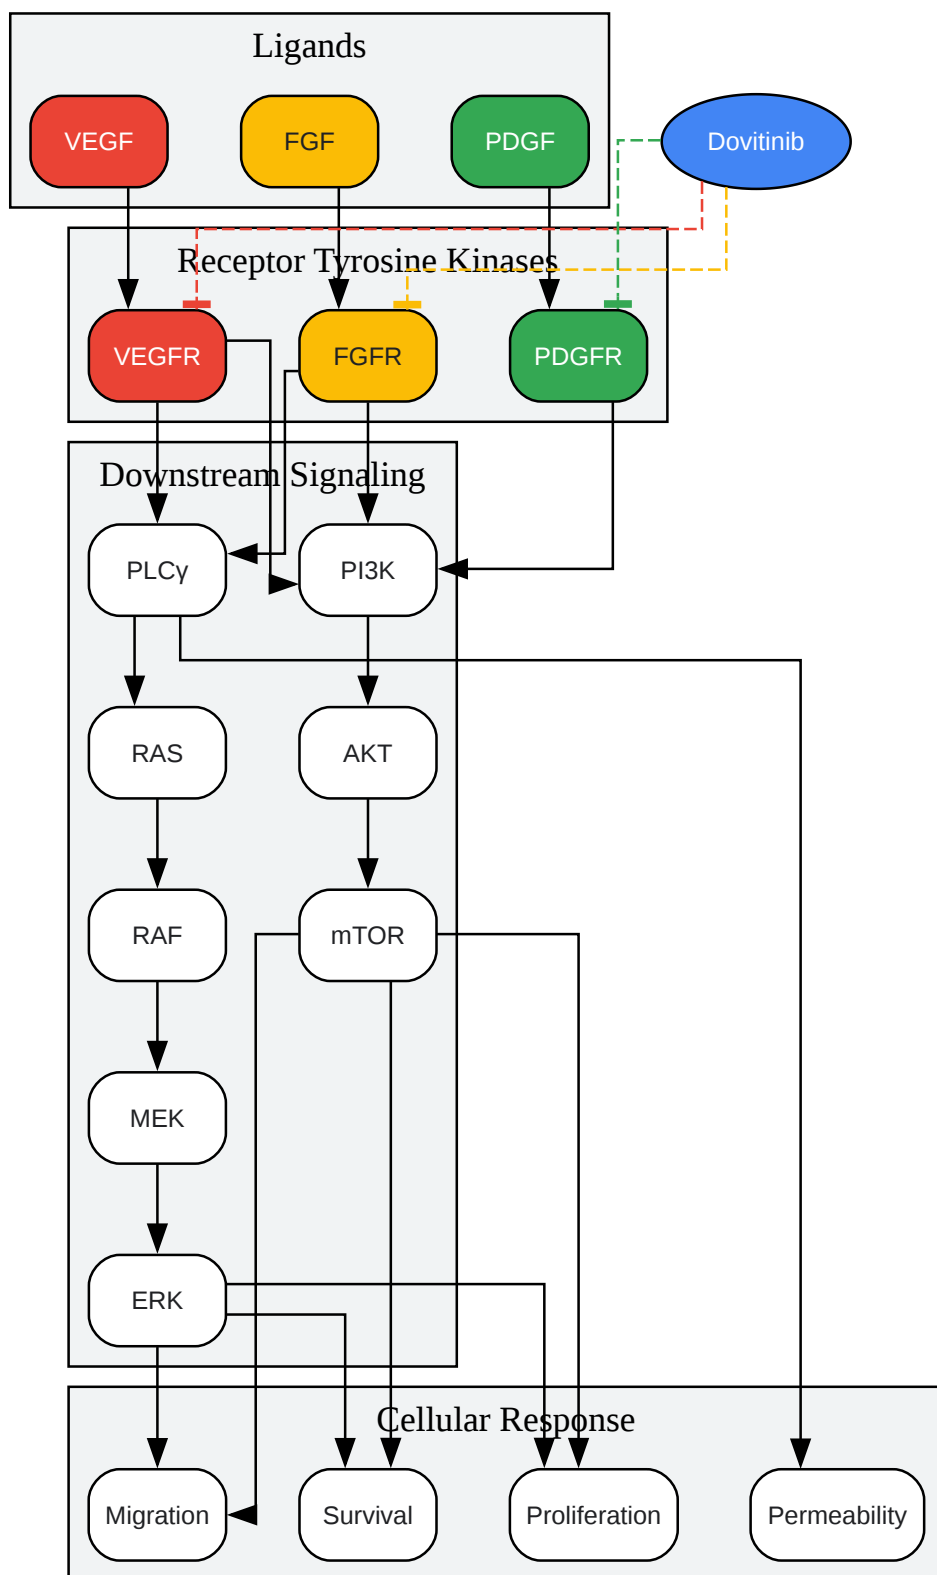 Ligands
VEGF
FGF
PDGF
Dovitinib
Receptor Tyrosine Kinases
VEGFR
FGFR
PDGFR
Downstream Signaling
PLCγ
PI3K
RAS
AKT
RAF
mTOR
MEK
ERK
Cellular Response
Migration
Survival
Proliferation
Permeability